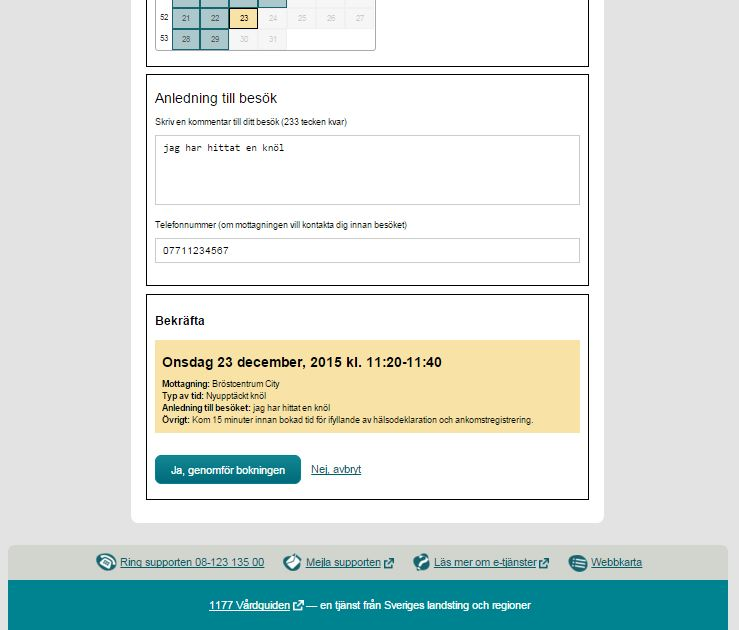 52 21 22 23 24 25 26 27
53 28 29 30 31
Anledning till besök
Skriv en kommentar till ditt besök (233 tecken kvar)
jag har hittat en knöl
Telefonnummer (om mottagningen vill kontakta dig innan besöket)
07711234567
Bekräfta
Onsdag 23 december, 2015 kl. 11:20-11:40
Mottagning: Bröstcentrum City
Typ av tid: Nyupptäckt knöl
Anledning till besöket: jag har hittat en knöl
Övrigt: Kom 15 minuter innan bokad tid för ifyllande av hälsodeklaration och ankomstregistrering.
Ja, genomför bokningen Nej, avbryt
Ring supporten 08-123 135 00 Mejla supporten Läs mer om e-tjänster Webbkarta
1177 Vårdguiden — en tjänst från Sveriges landsting och regioner